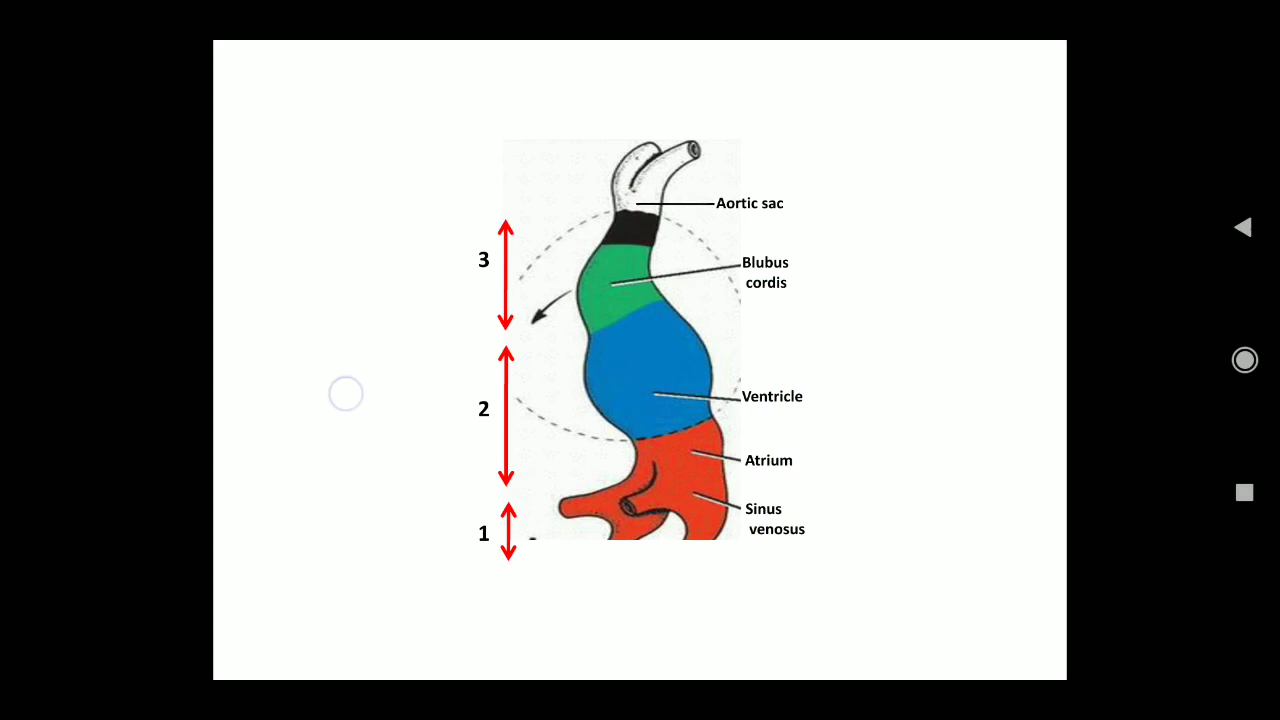 Aortic sac
3
Blubus
cordis
2
Ventricle
Atrium
1
Sinus
venosus